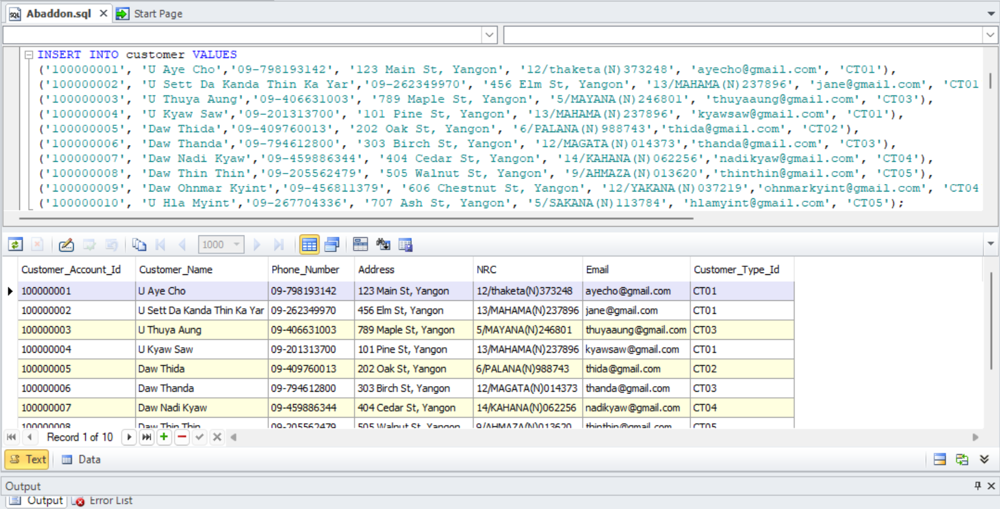 Abaddon.sql Start Page
INSERT INTO customer VALUES
('100000001', 'U Aye Cho','09-798193142', '123 Main St, Yangon', '12/thaketa(N)373248', 'ayecho@gmail.com', 'CT01'),
('100000002', 'U Sett Da Kanda Thin Ka Yar','09-262349970', '456 Elm St, Yangon', '13/MAHAMA(N)237896', 'jane@gmail.com', 'CT01
('100000003', 'U Thuya Aung','09-406631003', '789 Maple St, Yangon', '5/MAYANA(N)246801', 'thuyaaung@gmail.com', 'CT03'),
('100000004', 'U Kyaw Saw','09-201313700', '101 Pine St, Yangon', '13/MAHAMA(N)237896', 'kyawsaw@gmail.com', 'CT01'),
('100000005', 'Daw Thida','09-409760013', '202 Oak St, Yangon', '6/PALANA(N)988743','thida@gmail.com', 'CT02'),
('100000006', 'Daw Thanda','09-794612800', '303 Birch St, Yangon', '12/MAGATA(N)014373','thanda@gmail.com', 'CT03'),
('100000007', 'Daw Nadi Kyaw','09-459886344', '404 Cedar St, Yangon', '14/KAHANA(N)062256','nadikyaw@gmail.com', 'CT04'),
('100000008', 'Daw Thin Thin','09-205562479', '505 Walnut St, Yangon', '9/AHMAZA(N)013620','thinthin@gmail.com', 'CT05'),
('100000009', 'Daw Ohnmar Kyint','09-456811379', '606 Chestnut St, Yangon', '12/YAKANA(N)037219','ohnmarkyint@gmail.com', 'CT04
('100000010', 'U Hla Myint','09-267704336', '707 Ash St, Yangon', '5/SAKANA(N)113784', 'hlamyint@gmail.com', 'CT05');
1000
Customer_Account_Id Customer_Name Phone_Number Address NRC Email Customer_Type_Id
100000001 U Aye Cho 09-798193142 123 Main St, Yangon 12/thaketa(N)373248 ayecho@gmail.com CT01
100000002 U Sett Da Kanda Thin Ka Yar 09-262349970 456 Elm St, Yangon 13/MAHAMA(N)237896 jane@gmail.com CT01
100000003 U Thuya Aung 09-406631003 789 Maple St, Yangon 5/MAYANA(N)246801 thuyaaung@gmail.com CT03
100000004 U Kyaw Saw 09-201313700 101 Pine St, Yangon 13/MAHAMA(N)237896 kyawsaw@gmail.com CT01
100000005 Daw Thida 09-409760013 202 Oak St, Yangon 6/PALANA(N)988743 thida@gmail.com CT02
100000006 Daw Thanda 09-794612800 303 Birch St, Yangon 12/MAGATA(N)014373 thanda@gmail.com CT03
100000007 Daw Nadi Kyaw 09-459886344 404 Cedar St, Yangon 14/KAHANA(N)062256 nadikyaw@gmail.com CT04
100000008 Daw Thin Thin 09-205562479 505 Walnut St, Yangon 9/AHMAZA(N)013620 thinthin@gmail.com CT05
Record 1 of 10
Text Data
Output
Output Error List